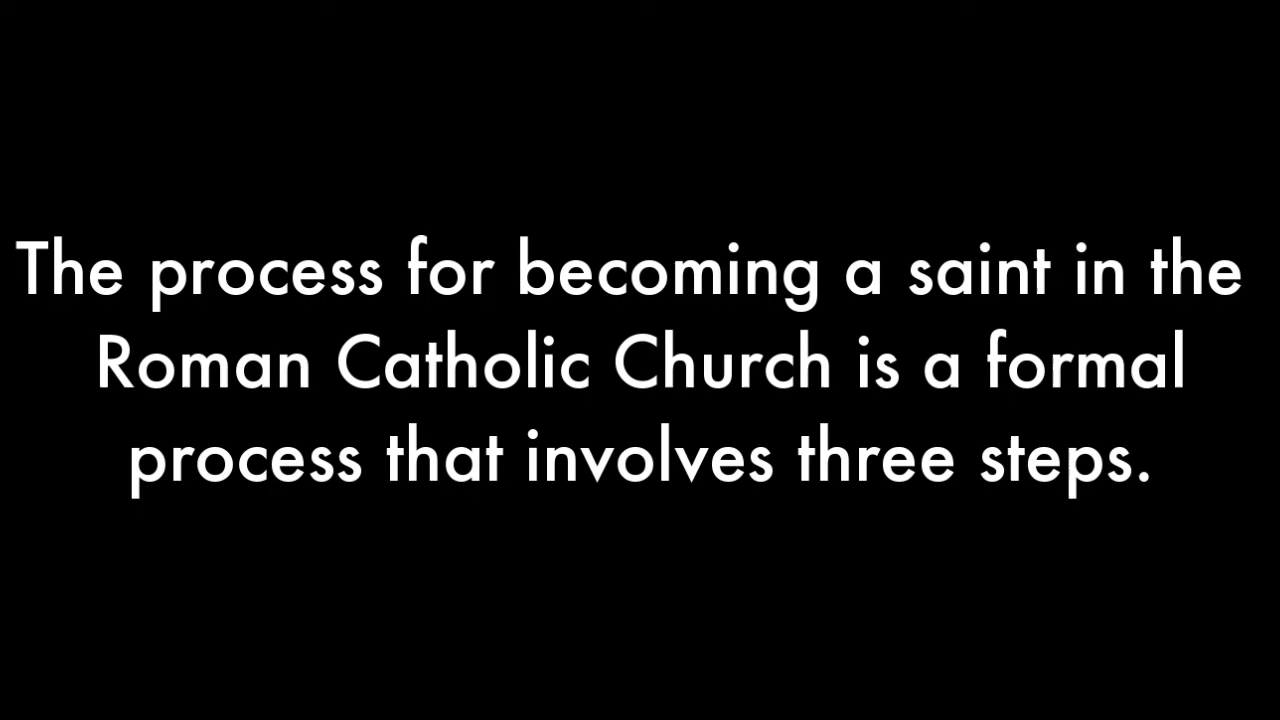 The process for becoming a saint in the
Roman Catholic Church is a formal
process that involves three steps.